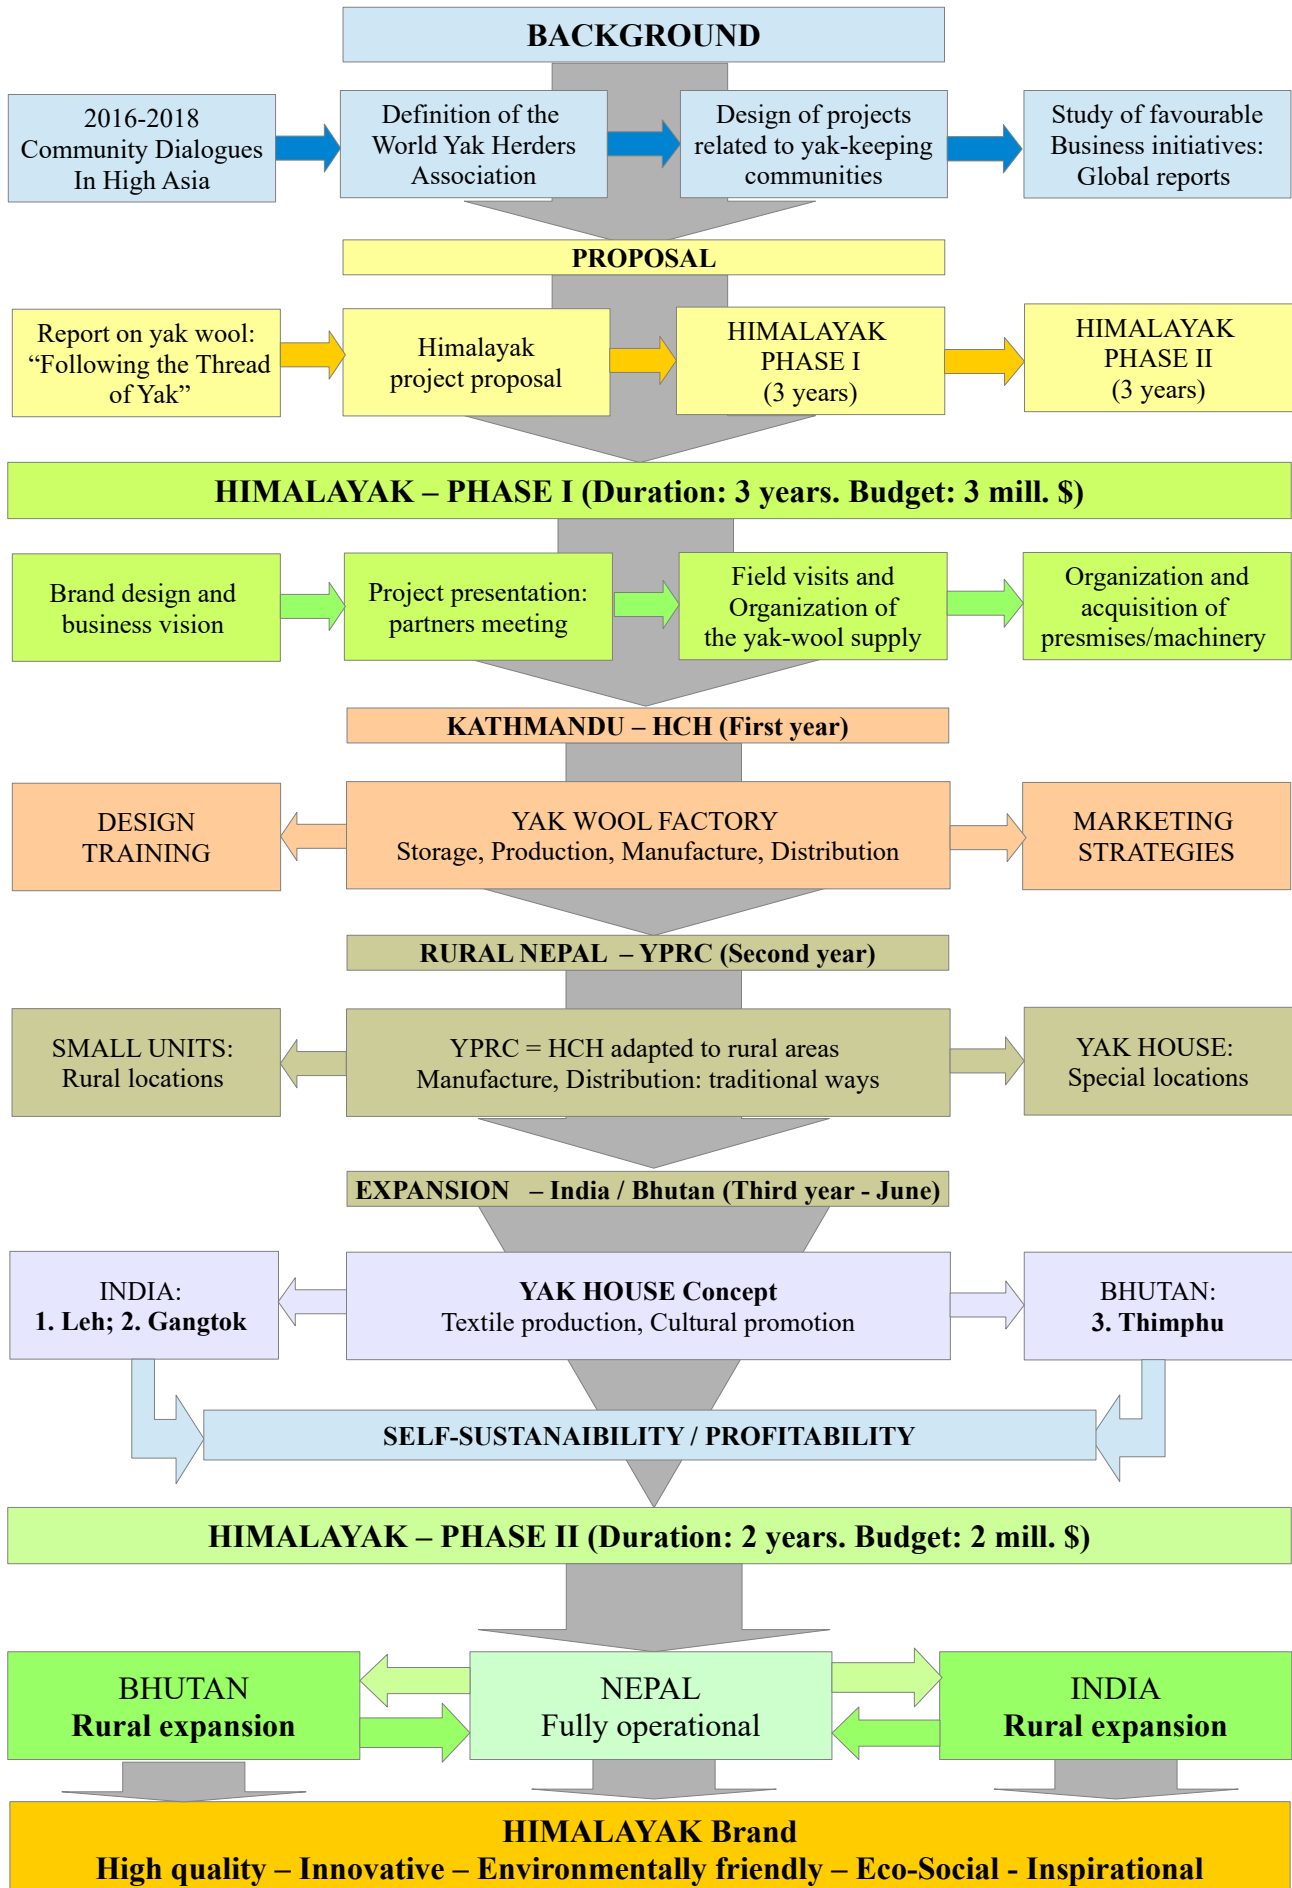 BACKGROUND
2016-2018
Community Dialogues
In High Asia
Definition of the
World Yak Herders
Association
Design of projects
related to yak-keeping
communities
Study of favourable
Business initiatives:
Global reports
PROPOSAL
Report on yak wool:
“Following the Thread
of Yak”
Himalayak
project proposal
HIMALAYAK
PHASE I
(3 years)
HIMALAYAK
PHASE II
(3 years)
HIMALAYAK – PHASE I (Duration: 3 years. Budget: 3 mill. $)
Brand design and
business vision
Project presentation:
partners meeting
Field visits and
Organization of
the yak-wool supply
Organization and
acquisition of
presmises/machinery
KATHMANDU – HCH (First year)
DESIGN
TRAINING
YAK WOOL FACTORY
Storage, Production, Manufacture, Distribution
MARKETING
STRATEGIES
RURAL NEPAL – YPRC (Second year)
SMALL UNITS:
Rural locations
YPRC = HCH adapted to rural areas
Manufacture, Distribution: traditional ways
YAK HOUSE:
Special locations
EXPANSION – India / Bhutan (Third year - June)
INDIA:
1. Leh; 2. Gangtok
YAK HOUSE Concept
Textile production, Cultural promotion
BHUTAN:
3. Thimphu
SELF-SUSTANAIBILITY / PROFITABILITY
HIMALAYAK – PHASE II (Duration: 2 years. Budget: 2 mill. $)
BHUTAN
Rural expansion
NEPAL
Fully operational
INDIA
Rural expansion
HIMALAYAK Brand
High quality – Innovative – Environmentally friendly – Eco-Social - Inspirational